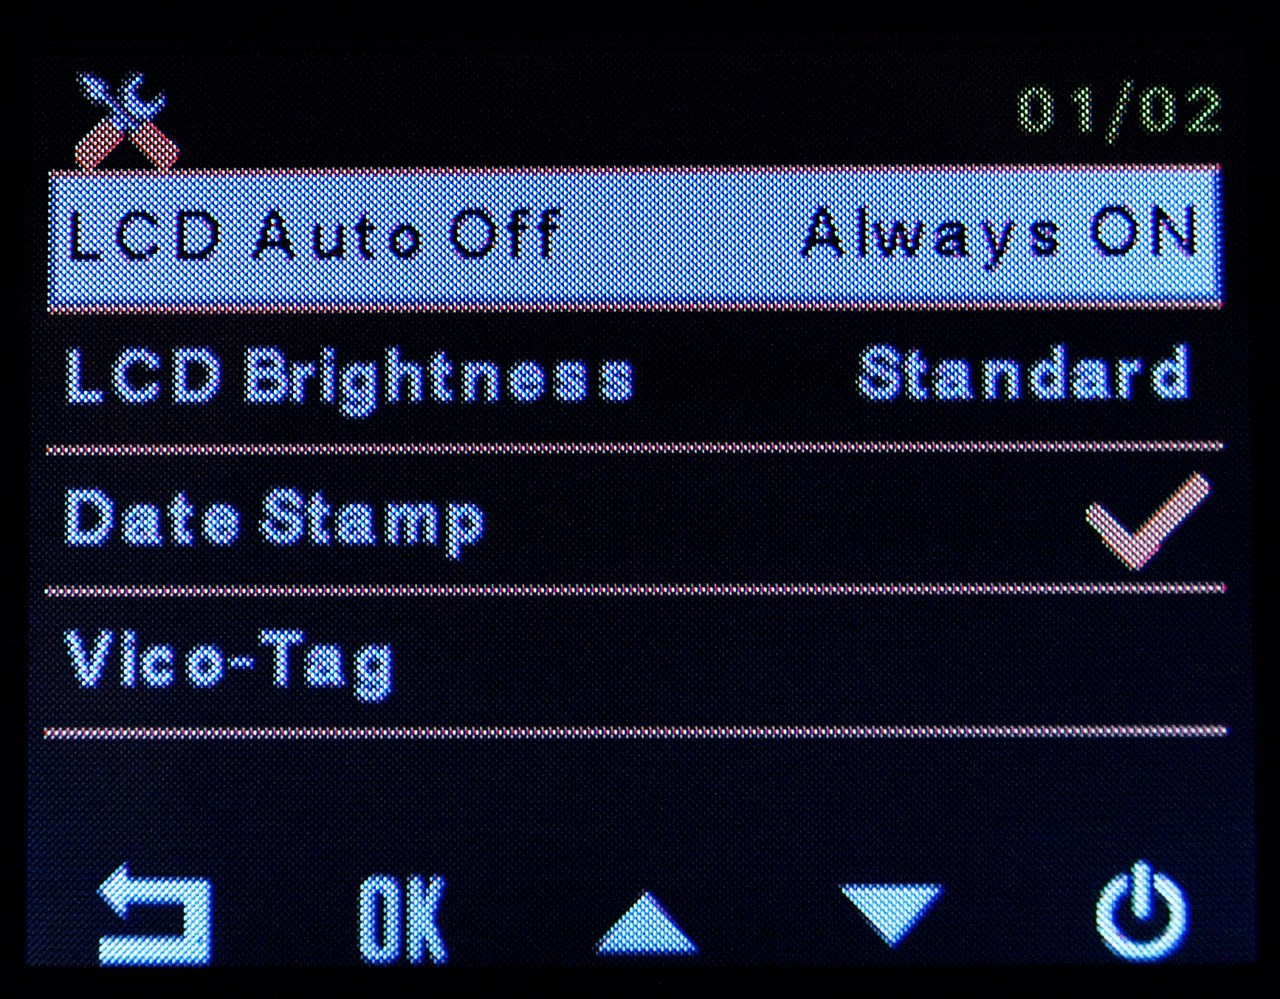 01/02
LCD Auto Off Always ON
LCD Brightness Standard
Date Stamp
Vico-Tag
OK